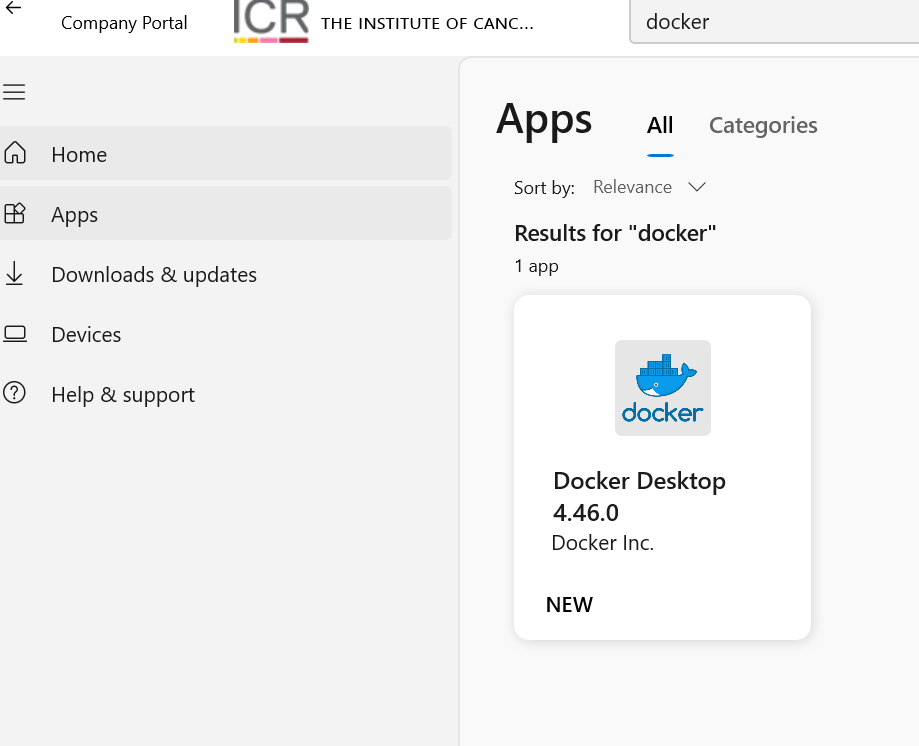 Company Portal
ICR THE INSTITUTE OF CANC...
docker
Apps
All
Categories
Home
Apps
Downloads & updates
Devices
Help & support
Sort by: Relevance
Results for "docker"
1 app
docker
Docker Desktop
4.46.0
Docker Inc.
NEW